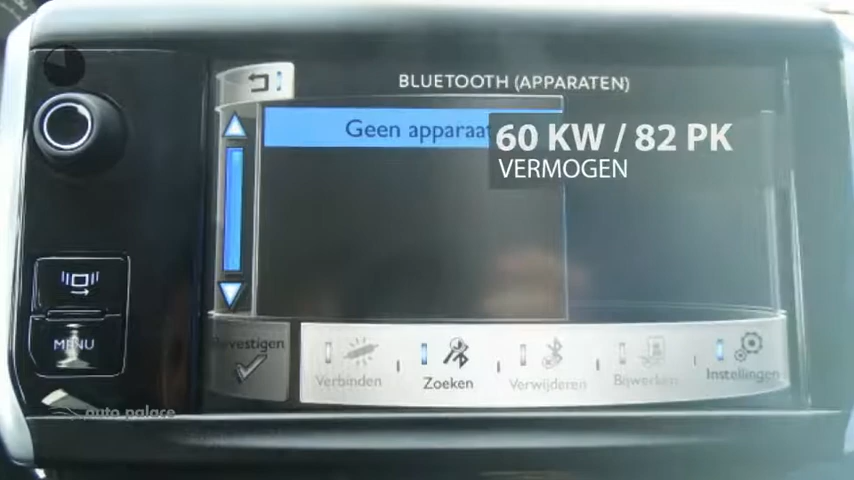 BLUETOOTH (APPARATEN)
Geen apparaat
60 KW / 82 PK
VERMOGEN
MENU
Bevestigen
Verbinden
Zoeken
Verwijderen
Bijwerken
Instellingen
auto palace